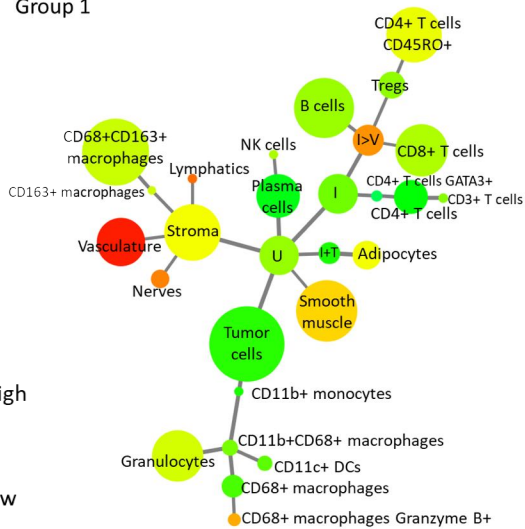 Group 1
CD4+ T cells
CD45RO+
Tregs
B cells
I>V
CD8+ T cells
NK cells
CD68+CD163+
macrophages
Lymphatics
CD163+ macrophages
Plasma
cells
I
CD4+ T cells GATA3+
CD3+ T cells
CD4+ T cells
Stroma
Vasculature
U
I+T
Adipocytes
Nerves
Smooth
muscle
Tumor
cells
igh
CD11b+ monocytes
CD11b+CD68+ macrophages
Granulocytes
CD11c+ DCs
CD68+ macrophages
w
CD68+ macrophages Granzyme B+